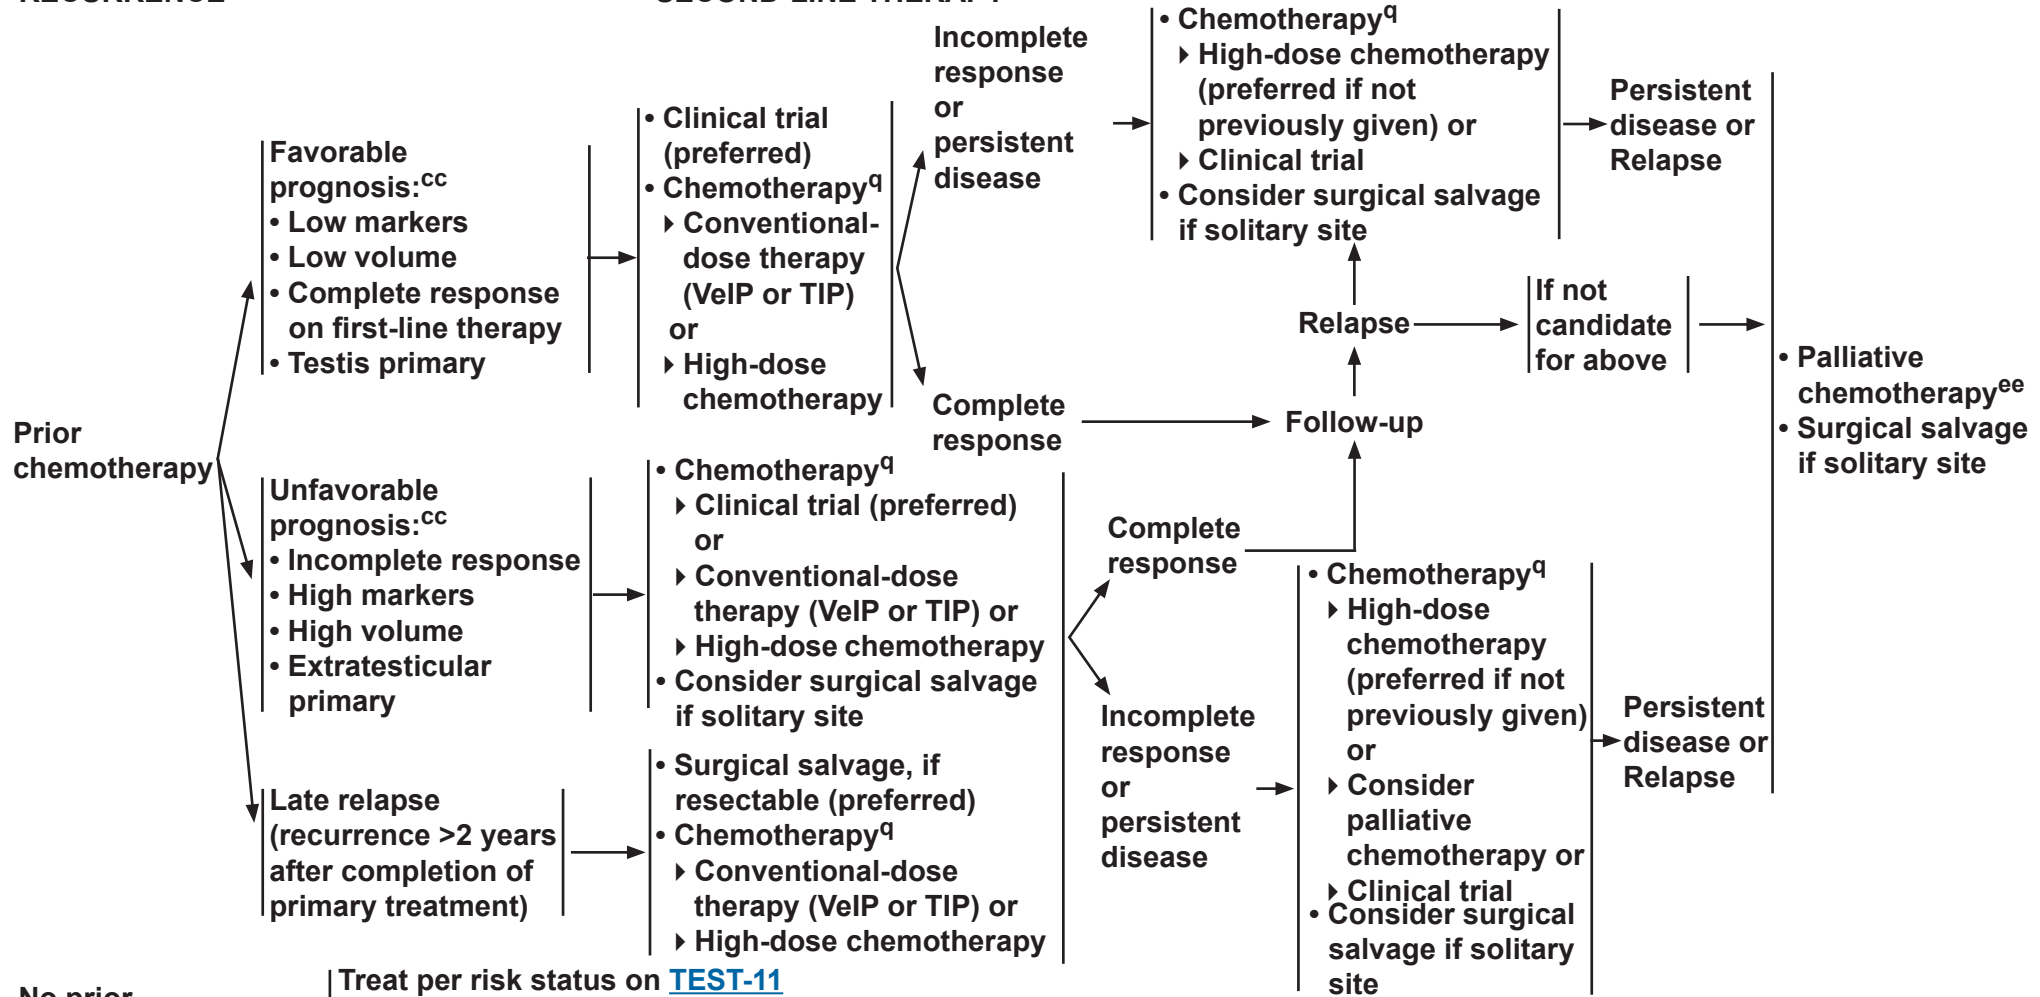 RECURRENCE
SECOND-LINE THERAPY
Prior
chemotherapy
Favorable
prognosis:cc
• Low markers
• Low volume
• Complete response
on first-line therapy
• Testis primary
• Clinical trial
(preferred)
• Chemotherapyq
Conventional-
dose therapy
(VeIP or TIP)
or
High-dose
chemotherapy
Incomplete
response
or
persistent
disease
• Chemotherapyq
High-dose chemotherapy
(preferred if not
previously given) or
Clinical trial
• Consider surgical salvage
if solitary site
Persistent
disease or
Relapse
Complete
response
Follow-up
Relapse
If not
candidate
for above
• Palliative
chemotherapyee
• Surgical salvage
if solitary site
Unfavorable
prognosis:cc
• Incomplete response
• High markers
• High volume
• Extratesticular
primary
• Chemotherapyq
Clinical trial (preferred)
or
Conventional-dose
therapy (VeIP or TIP) or
High-dose chemotherapy
• Consider surgical salvage
if solitary site
Late relapse
(recurrence >2 years
after completion of
primary treatment)
• Surgical salvage, if
resectable (preferred)
• Chemotherapyq
Conventional-dose
therapy (VeIP or TIP) or
High-dose chemotherapy
Complete
response
Incomplete
response
or
persistent
disease
• Chemotherapyq
High-dose
chemotherapy
(preferred if not
previously given)
or
Consider
palliative
chemotherapy or
Clinical trial
• Consider surgical
salvage if solitary
site
Persistent
disease or
Relapse
No prior
Treat per risk status on TEST-11